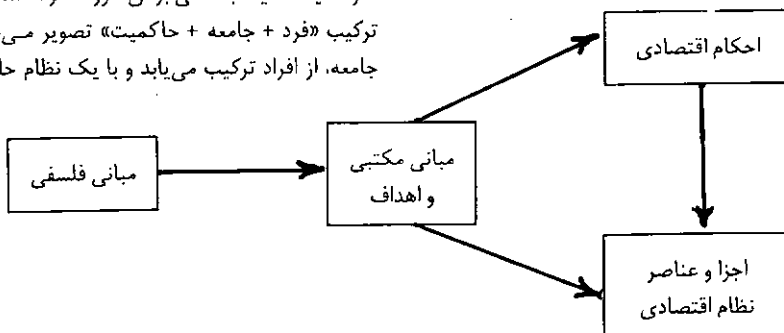 ترکیب «فرد + جامعه + حاکمیت» تصویر مـی
جامعه، از افراد ترکیب می‌یابد و با یک نظام حا
احکام اقتصادی
مبانی فلسفی
مبانی مکتبی
و اهداف
اجزا و عناصر
نظام اقتصادی